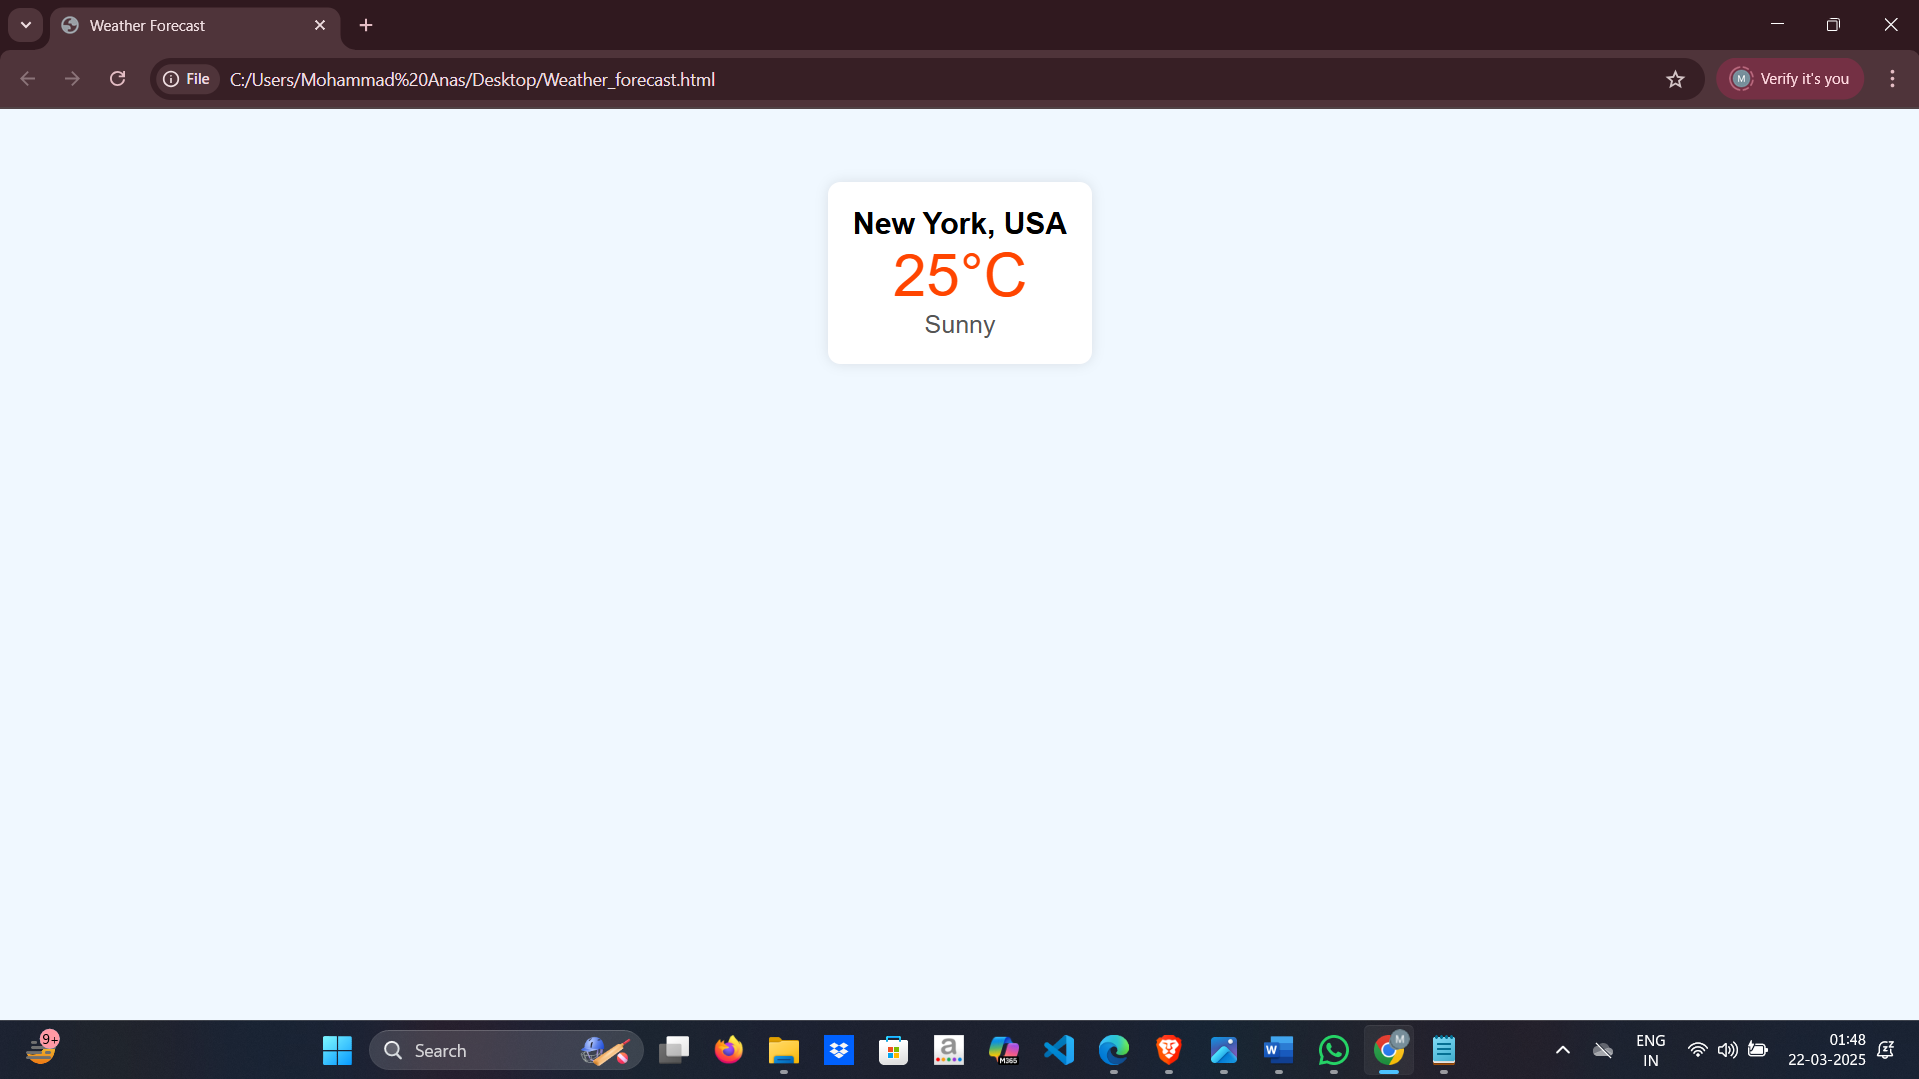 Weather Forecast
File
C:/Users/Mohammad%20Anas/Desktop/Weather_forecast.html
M
Verify it's you
New York, USA
25°C
Sunny
9+
Search
a
M365
W
M
ENG
IN
01:48
22-03-2025